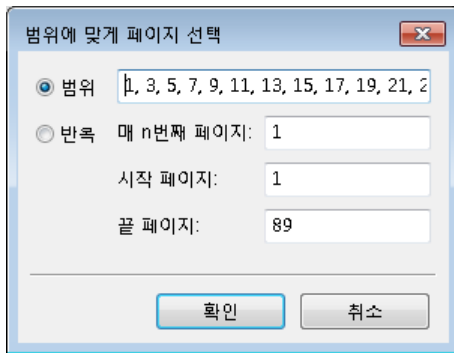 범위에 맞게 페이지 선택
범위 1, 3, 5, 7, 9, 11, 13, 15, 17, 19, 21, 2
반록 매 n번째 페이지: 1
시작 페이지: 1
끝 페이지: 89
확인 취소